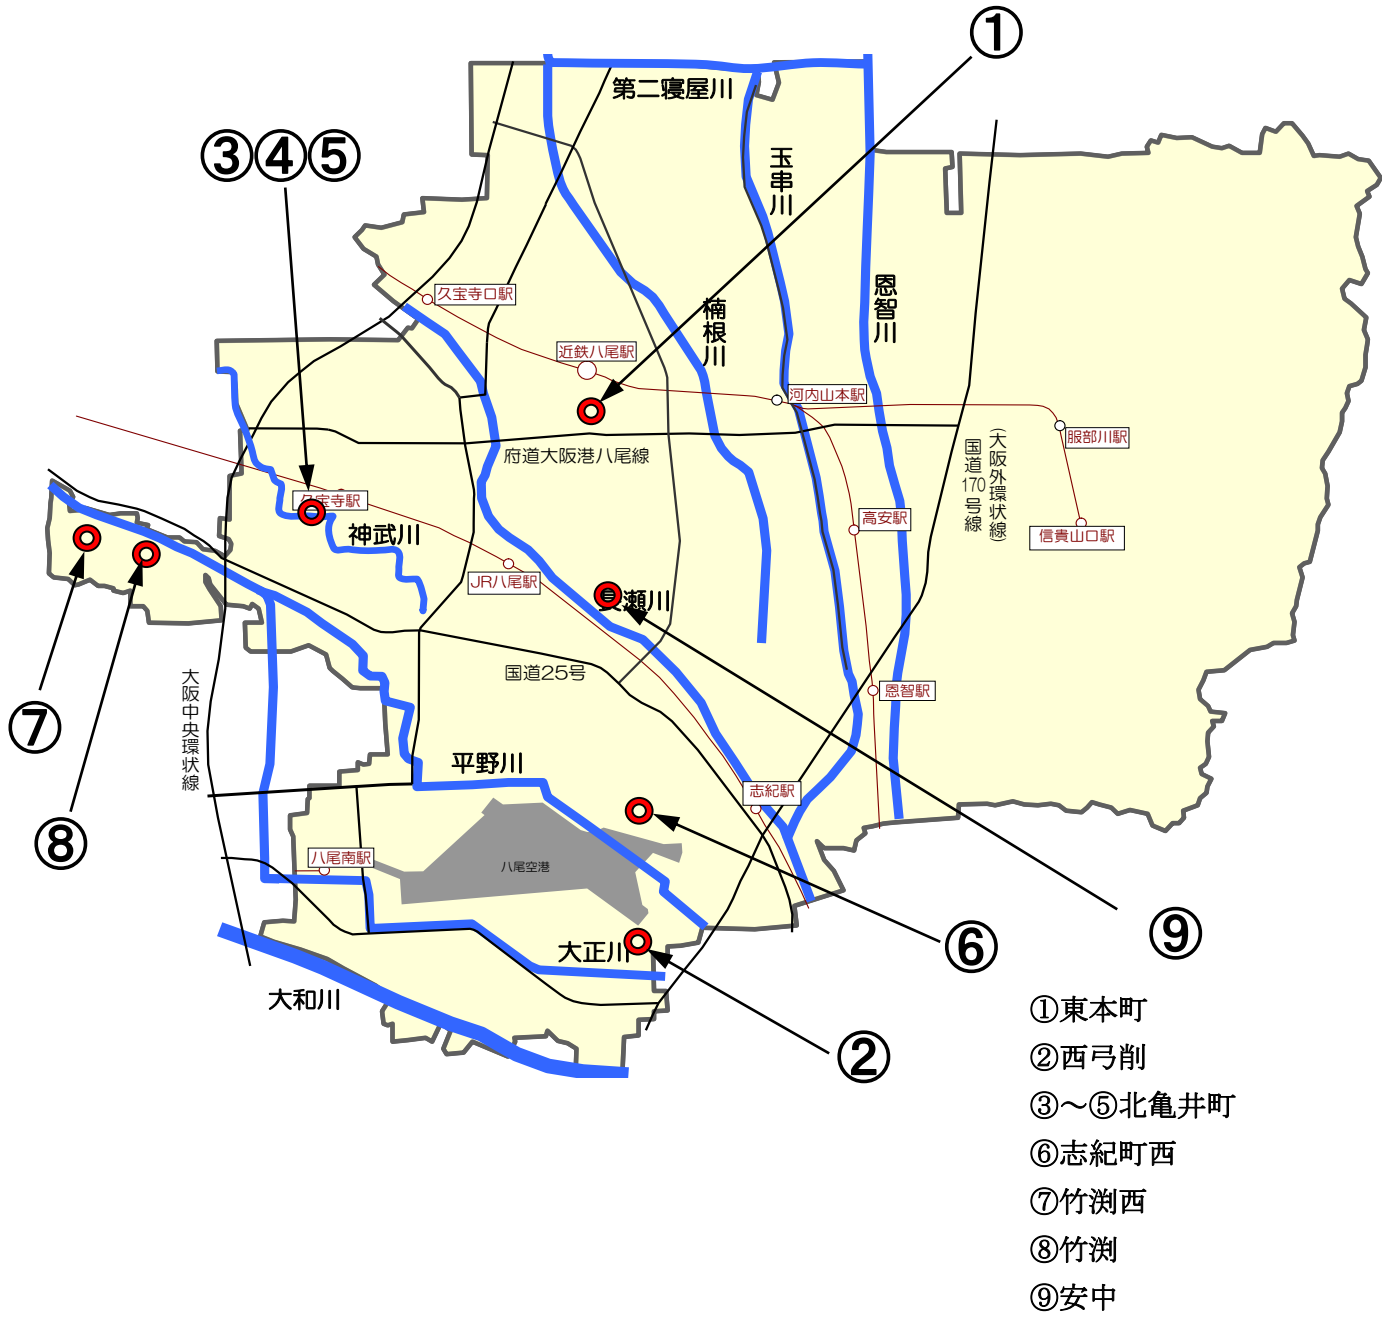 ①
第二寝屋川
③④⑤
玉串川
恩智川
久宝寺口駅
楠根川
近鉄八尾駅
河内山本駅
服部川駅
府道大阪港八尾線
国道170号線
(大阪外環状線)
久宝寺駅
神武川
高安駅
信貴山口駅
JR八尾駅
長瀬川
国道25号
大阪中央環状線
恩智駅
⑦
平野川
志紀駅
⑧
八尾南駅
八尾空港
⑨
⑥
大正川
大和川
②
①東本町
②西弓削
③～⑤北亀井町
⑥志紀町西
⑦竹渕西
⑧竹渕
⑨安中